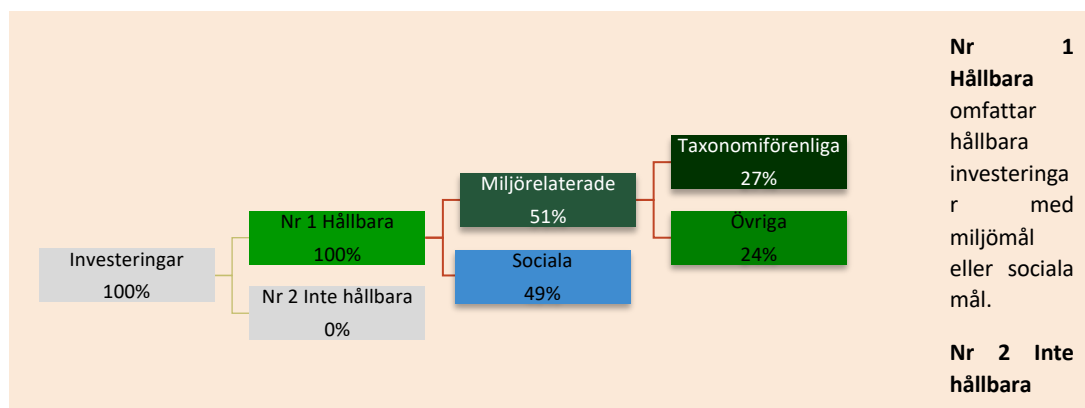 Investeringar
100%
Nr 1 Hållbara
100%
Nr 2 Inte hållbara
0%
Miljörelaterade
51%
Sociala
49%
Taxonomiförenliga
27%
Övriga
24%
Nr 1
Hållbara
omfattar
hållbara
investeringa
r med
miljömål
eller sociala
mål.
Nr 2 Inte
hållbara